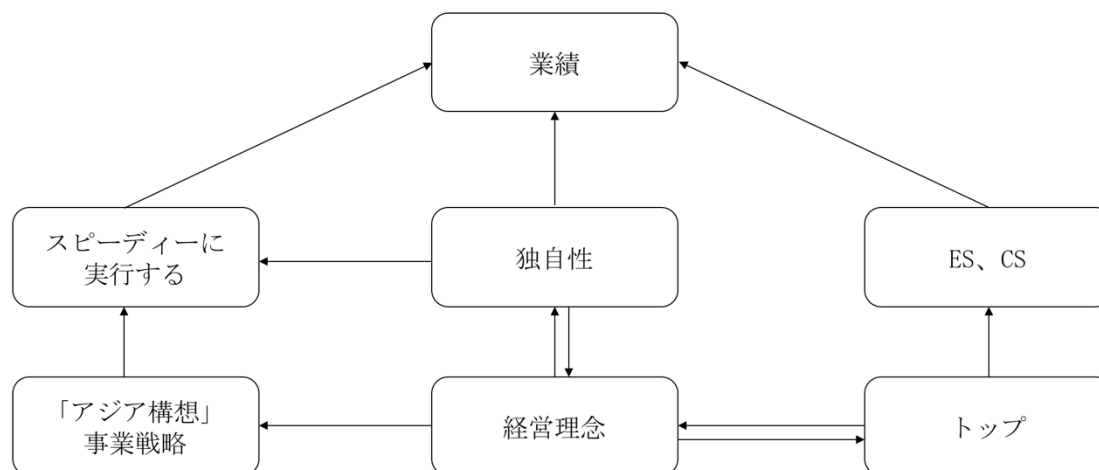 業績
スピーディーに
実行する
独自性
ES、CS
「アジア構想」
事業戦略
経営理念
トップ